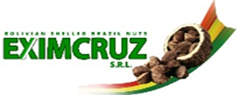 BOLIVIAN SHELLED BRAZIL NUTS
EXIMCRUZ
S.R.L.